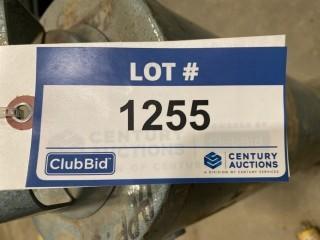 LOT #
1255
ClubBid
CENTURY
AUCTIONS
A DIVISION OF CENTURY SERVICES